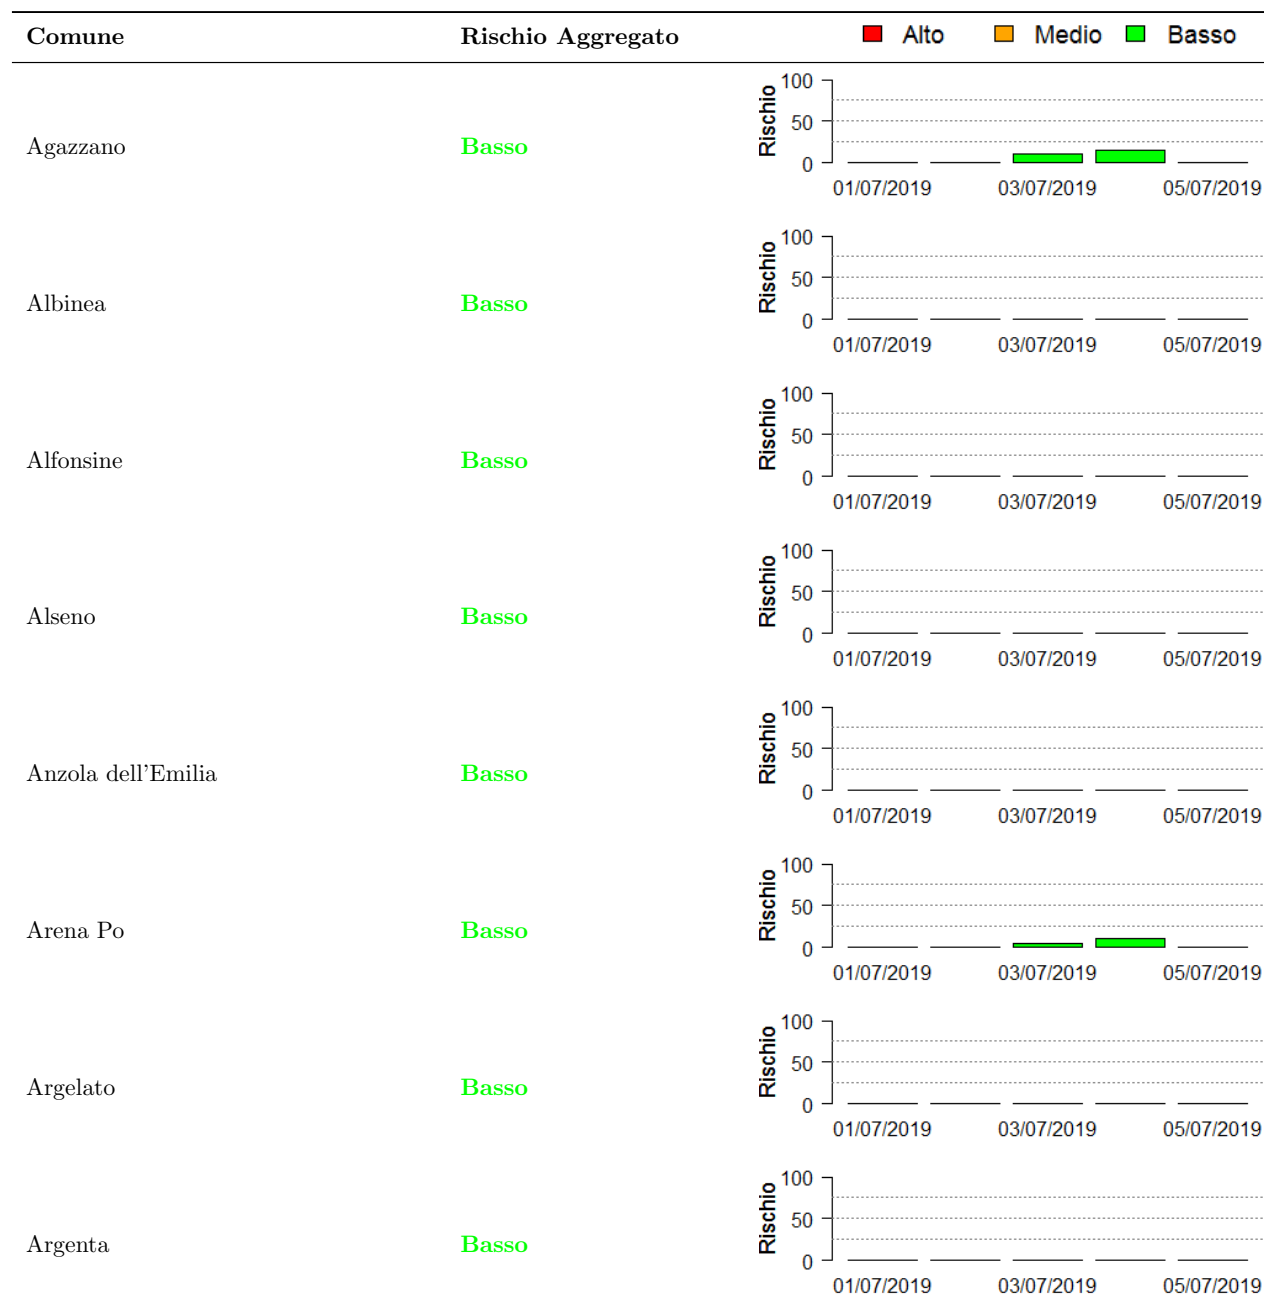 Comune Rischio Aggregato Alto Medio Basso
100
50
0
Rischio
Agazzano Basso
01/07/2019 03/07/2019 05/07/2019
100
50
0
Rischio
Albinea Basso
01/07/2019 03/07/2019 05/07/2019
100
50
0
Rischio
Alfonsine Basso
01/07/2019 03/07/2019 05/07/2019
100
50
0
Rischio
Alseno Basso
01/07/2019 03/07/2019 05/07/2019
100
50
0
Rischio
Anzola dell'Emilia Basso
01/07/2019 03/07/2019 05/07/2019
100
50
0
Rischio
Arena Po Basso
01/07/2019 03/07/2019 05/07/2019
100
50
0
Rischio
Argelato Basso
01/07/2019 03/07/2019 05/07/2019
100
50
0
Rischio
Argenta Basso
01/07/2019 03/07/2019 05/07/2019